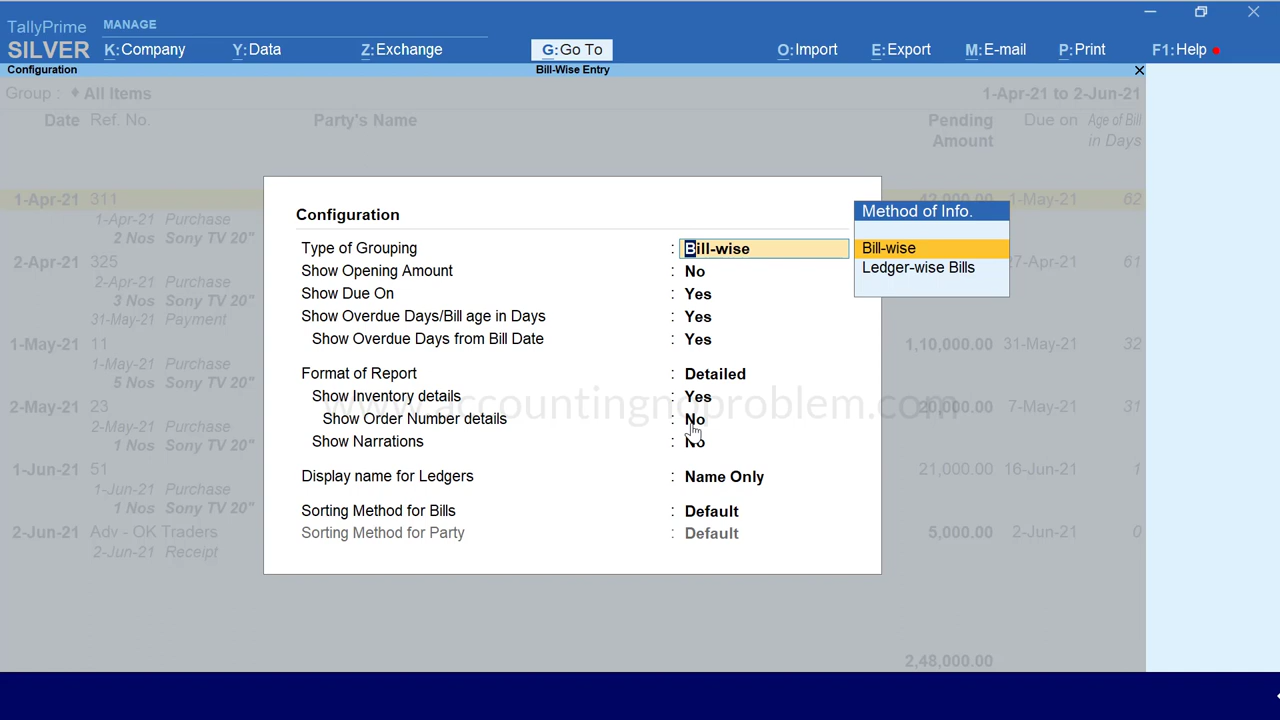 TallyPrime MANAGE
SILVER K:Company Y:Data Z:Exchange G:Go To O:Import E:Export M:E-mail P:Print F1:Help
Configuration Bill-Wise Entry
Group : All Items 1-Apr-21 to 2-Jun-21
Date Ref. No. Party's Name Pending Amount Due on Age of Bill in Days
Configuration
Type of Grouping : Bill-wise
Show Opening Amount : No
Show Due On : Yes
Show Overdue Days/Bill age in Days : Yes
Show Overdue Days from Bill Date : Yes
Format of Report : Detailed
Show Inventory details : Yes
Show Order Number details : No
Show Narrations : No
Display name for Ledgers : Name Only
Sorting Method for Bills : Default
Sorting Method for Party : Default
Method of Info.
Bill-wise
Ledger-wise Bills
1-Apr-21 311 42,000.00 1-May-21 62
1-Apr-21 Purchase
2 Nos Sony TV 20"
2-Apr-21 325 27-Apr-21 61
2-Apr-21 Purchase
3 Nos Sony TV 20"
31-May-21 Payment
1-May-21 11 1,10,000.00 31-May-21 32
1-May-21 Purchase
5 Nos Sony TV 20"
2-May-21 23 20,000.00 7-May-21 31
2-May-21 Purchase
1 Nos Sony TV 20"
1-Jun-21 51 21,000.00 16-Jun-21 1
1-Jun-21 Purchase
1 Nos Sony TV 20"
2-Jun-21 Adv - OK Traders 5,000.00 2-Jun-21 0
2-Jun-21 Receipt
2,48,000.00
www.accountingnoproblem.com